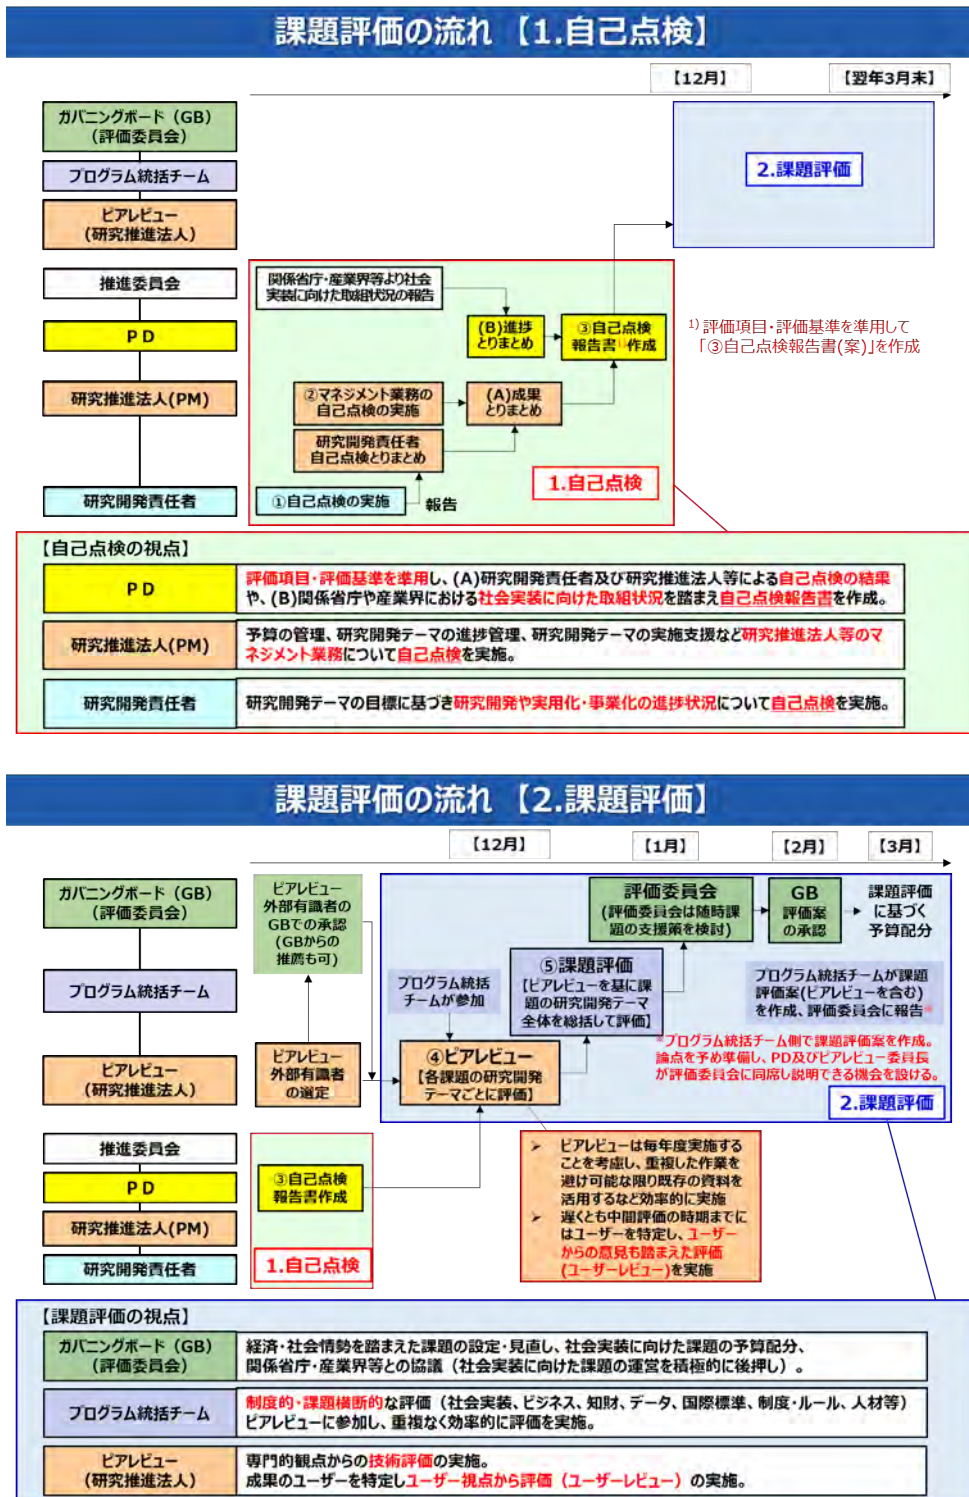 課題評価の流れ【1.自己点検】
【12月】
【翌年3月末】
ガバニングボード（GB）
（評価委員会）
プログラム統括チーム
ピアレビュー
（研究推進法人）
2.課題評価
推進委員会
PD
研究推進法人(PM)
研究開発責任者
関係省庁・産業界等より社会
実装に向けた取組状況の報告
(B)進捗
とりまとめ
③自己点検
報告書1)作成
1) 評価項目・評価基準を準用して
「③自己点検報告書(案)」を作成
②マネジメント業務の
自己点検の実施
(A)成果
とりまとめ
研究開発責任者
自己点検とりまとめ
①自己点検の実施
報告
1.自己点検
【自己点検の視点】
PD
評価項目・評価基準を準用し、(A)研究開発責任者及び研究推進法人等による自己点検の結果
や、(B)関係省庁や産業界における社会実装に向けた取組状況を踏まえ自己点検報告書を作成。
研究推進法人(PM)
予算の管理、研究開発テーマの進捗管理、研究開発テーマの実施支援など研究推進法人等のマ
ネジメント業務について自己点検を実施。
研究開発責任者
研究開発テーマの目標に基づき研究開発や実用化・事業化の進捗状況について自己点検を実施。
課題評価の流れ【2.課題評価】
【12月】
【1月】
【2月】
【3月】
ガバニングボード（GB）
（評価委員会）
プログラム統括チーム
ピアレビュー
（研究推進法人）
推進委員会
PD
研究推進法人(PM)
研究開発責任者
ピアレビュー
外部有識者の
GBでの承認
(GBからの
推薦も可)
ピアレビュー
外部有識者
の選定
プログラム統括
チームが参加
④ピアレビュー
【各課題の研究開発
テーマごとに評価】
⑤課題評価
【ピアレビューを基に課
題の研究開発テーマ
全体を総括して評価】
評価委員会
(評価委員会は随時課
題の支援策を検討)
GB
評価案
の承認
課題評価
に基づく
予算配分
プログラム統括チームが課題
評価案(ピアレビューを含む)
を作成、評価委員会に報告※
※プログラム統括チーム側で課題評価案を作成。
論点を予め準備し、PD及びピアレビュー委員長
が評価委員会に同席し説明できる機会を設ける。
2.課題評価
③自己点検
報告書作成
1.自己点検
➢ ピアレビューは毎年度実施する
ことを考慮し、重複した作業を
避け可能な限り既存の資料を
活用するなど効率的に実施
➢ 遅くとも中間評価の時期までに
はユーザーを特定し、ユーザー
からの意見も踏まえた評価
(ユーザーレビュー)を実施
【課題評価の視点】
ガバニングボード（GB）
（評価委員会）
経済・社会情勢を踏まえた課題の設定・見直し、社会実装に向けた課題の予算配分、
関係省庁・産業界等との協議（社会実装に向けた課題の運営を積極的に後押し）。
プログラム統括チーム
制度的・課題横断的な評価（社会実装、ビジネス、知財、データ、国際標準、制度・ルール、人材等）
ピアレビューに参加し、重複なく効率的に評価を実施。
ピアレビュー
（研究推進法人）
専門的観点からの技術評価の実施。
成果のユーザーを特定しユーザー視点から評価（ユーザーレビュー）の実施。